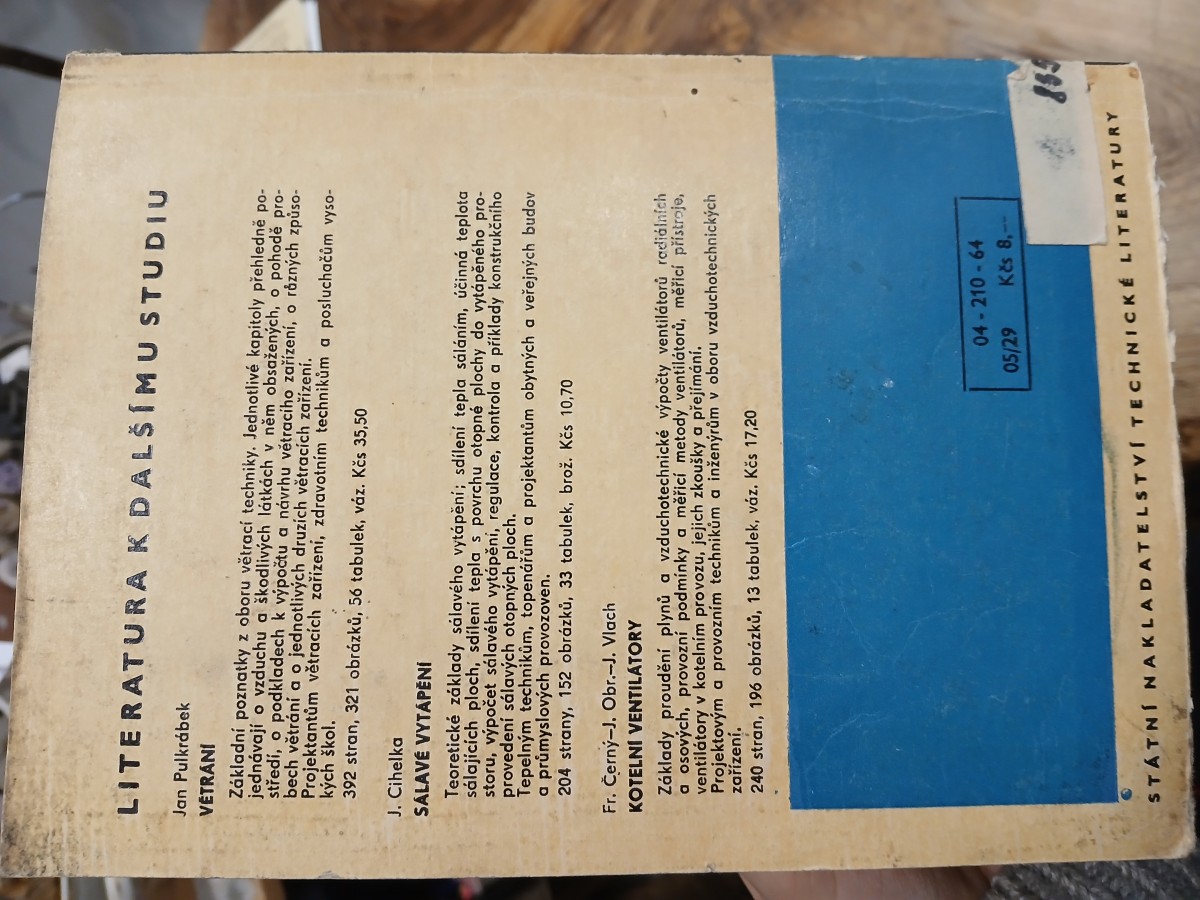 LITERATURA K DALŠÍMU STUDIU
Jan Pulkrábek
VĚTRÁNÍ
Základní poznatky z oboru větrací techniky. Jednotlivé kapitoly přehledně po-
jednávají o vzduchu a škodlivých látkách v něm obsažených, o pohodě pro-
středí, o podkladech k výpočtu a návrhu větracího zařízení, o různých způso-
bech větrání a o jednotlivých druzích větracích zařízení.
Projektantům větracích zařízení, zdravotním technikům a posluchačům vyso-
kých škol.
392 stran, 321 obrázků, 56 tabulek, váz. Kčs 35,50
J. Cihelka
SÁLAVÉ VYTÁPĚNÍ
Teoretické základy sálavého vytápění; sdílení tepla sáláním, účinná teplota
sálajících ploch, sdílení tepla s povrchu otopné plochy do vytápěného pro-
storu, výpočet sálavého vytápění, regulace, kontrola a příklady konstrukčního
provedení sálavých otopných ploch.
Tepelným technikům, topenářům a projektantům obytných a veřejných budov
a průmyslových provozoven.
204 strany, 152 obrázků, 33 tabulek, brož. Kčs 10,70
Fr. Černý–J. Obr.–J. Vlach
KOTELNÍ VENTILÁTORY
Základy proudění plynů a vzduchotechnické výpočty ventilátorů radiálních
a osových, provozní podmínky a měřicí metody ventilátorů, měřicí přístroje,
ventilátory v kotelním provozu, jejich zkoušky a přejímání.
Projektovým a provozním technikům a inženýrům v oboru vzduchotechnických
zařízení.
240 stran, 196 obrázků, 13 tabulek, váz. Kčs 17,20
04 - 210 - 64
05/29 Kčs 8,—
STÁTNÍ NAKLADATELSTVÍ TECHNICKÉ LITERATURY